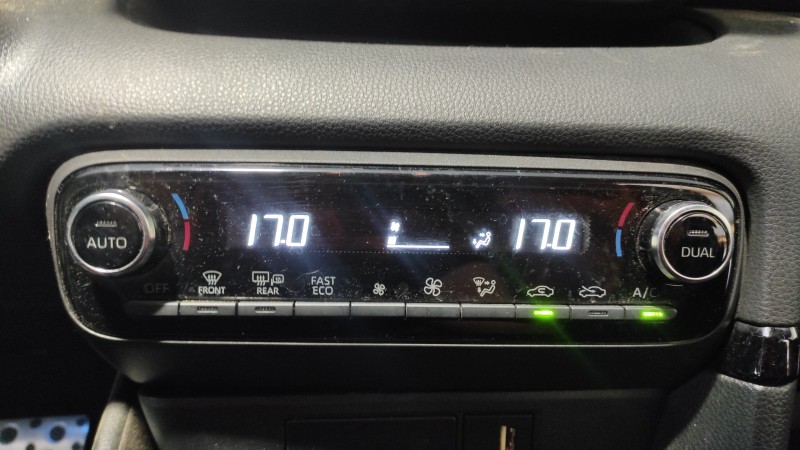 AUTO
17.0
17.0
DUAL
OFF
FRONT
REAR
FAST
ECO
A/C